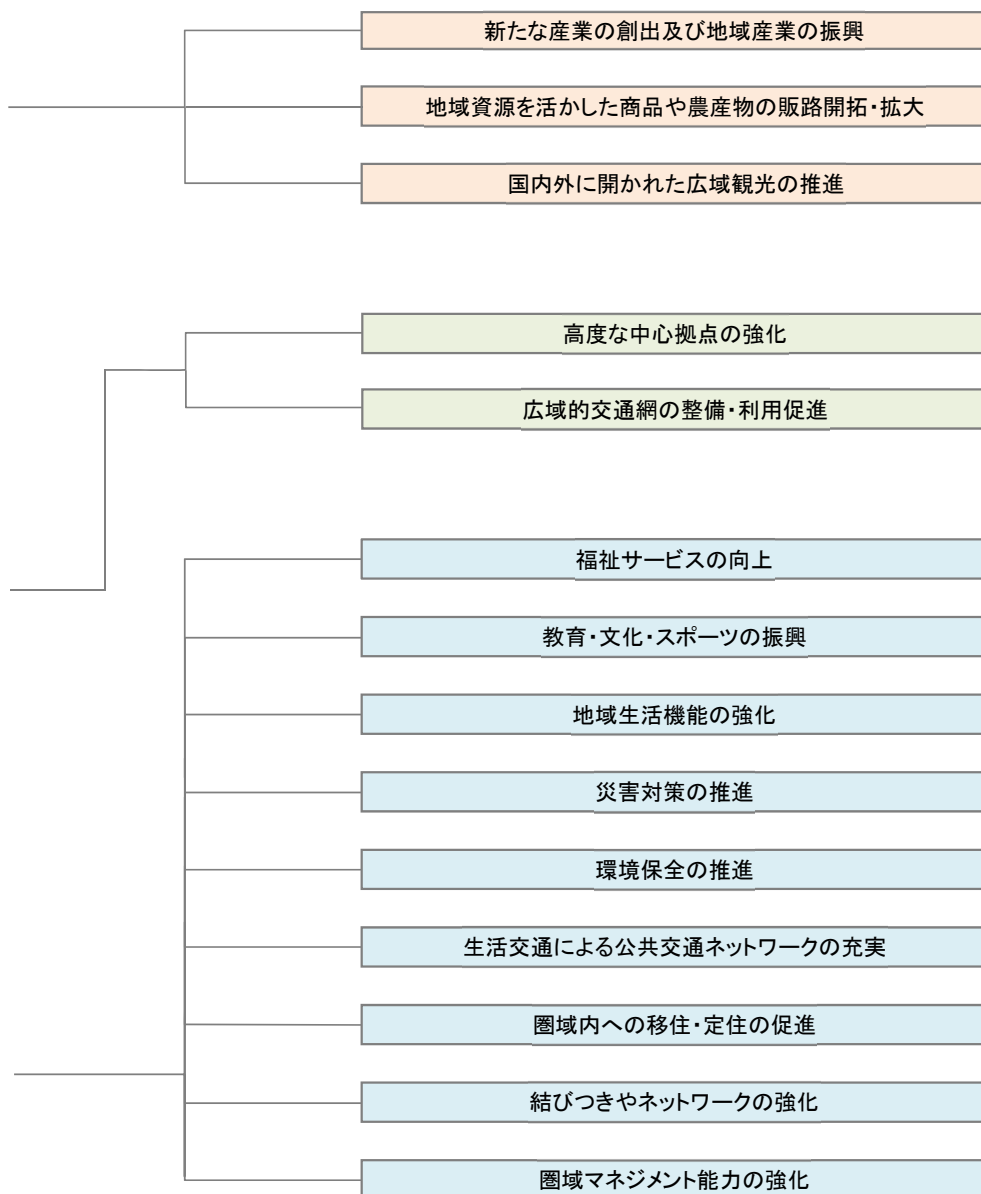 新たな産業の創出及び地域産業の振興
地域資源を活かした商品や農産物の販路開拓・拡大
国内外に開かれた広域観光の推進
高度な中心拠点の強化
広域的交通網の整備・利用促進
福祉サービスの向上
教育・文化・スポーツの振興
地域生活機能の強化
災害対策の推進
環境保全の推進
生活交通による公共交通ネットワークの充実
圏域内への移住・定住の促進
結びつきやネットワークの強化
圏域マネジメント能力の強化